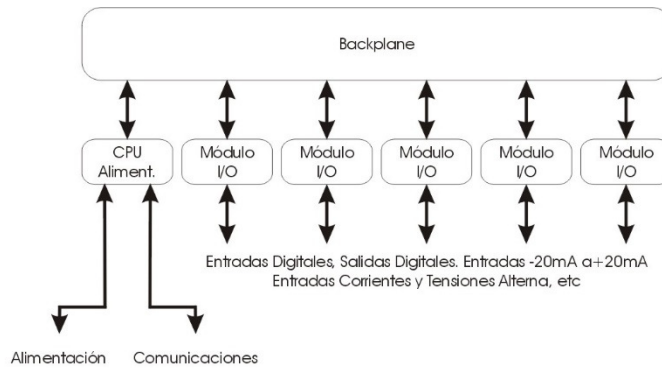 Backplane
CPU
Aliment.
Módulo
I/O
Módulo
I/O
Módulo
I/O
Módulo
I/O
Módulo
I/O
Entradas Digitales, Salidas Digitales. Entradas -20mA a+20mA
Entradas Corrientes y Tensiones Alterna, etc
Alimentación
Comunicaciones